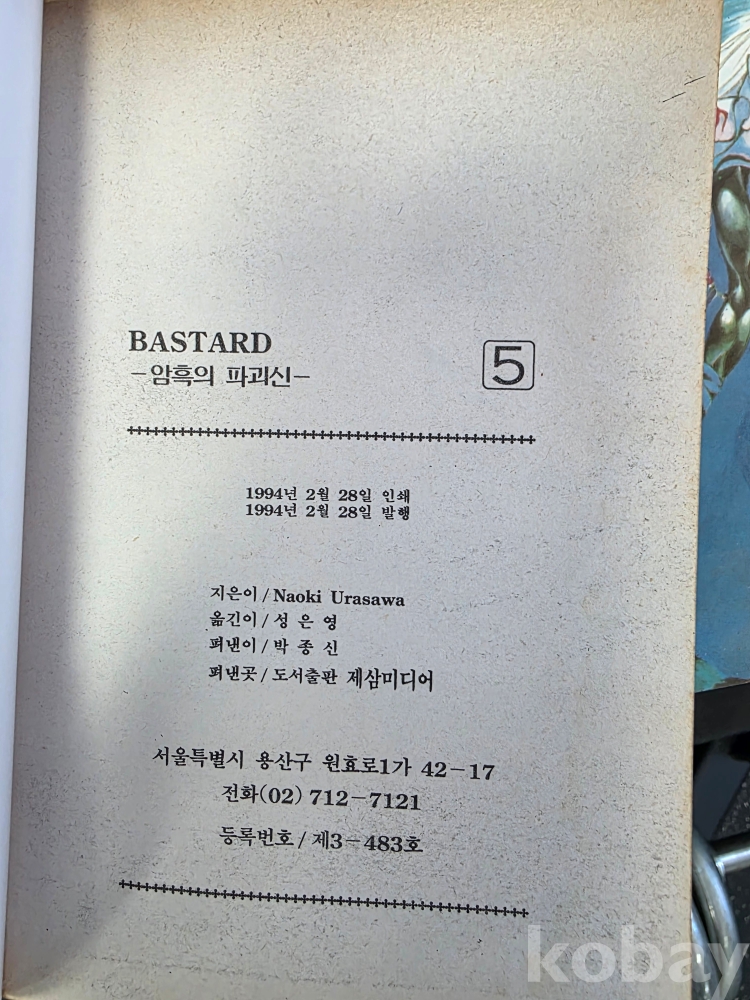 BASTARD
-암흑의 파괴신-
5
1994년 2월 28일 인쇄
1994년 2월 28일 발행
지은이/Naoki Urasawa
옮긴이/성은영
펴낸이/박종신
펴낸곳/도서출판 제삼미디어
서울특별시 용산구 원효로1가 42-17
전화(02) 712-7121
등록번호/제3-483호
kobay